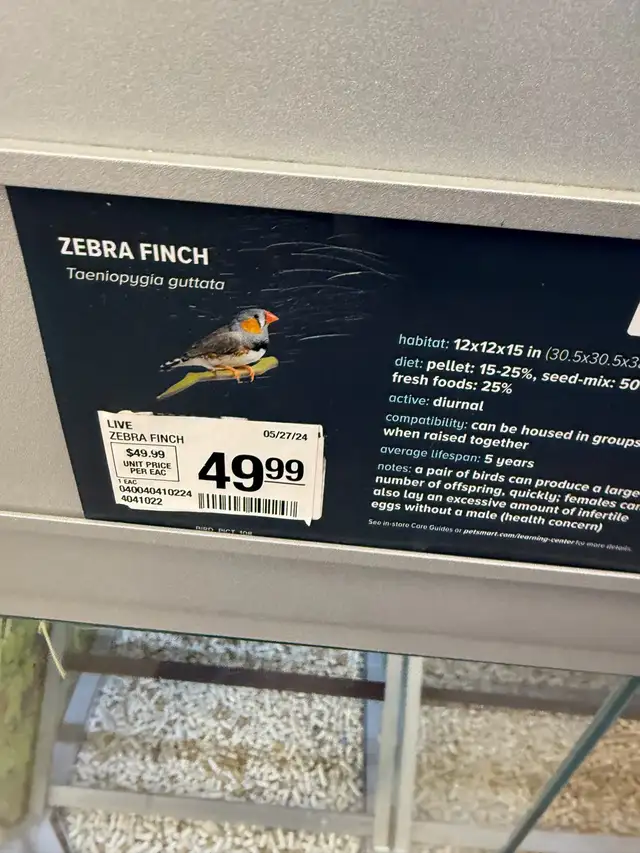 ZEBRA FINCH
Taeniopygia guttata
habitat: 12x12x15 in (30.5x30.5x3
diet: pellet: 15-25%, seed-mix: 50
fresh foods: 25%
active: diurnal
compatibility: can be housed in groups
when raised together
average lifespan: 5 years
notes: a pair of birds can produce a large
number of offspring, quickly; females can
also lay an excessive amount of infertile
eggs without a male (health concern)
See in-store Care Guides or petsmart.com/learning-center for more details.
LIVE
ZEBRA FINCH
05/27/24
$49.99
UNIT PRICE
PER EAC
49 99
1 EAC
040040410224
4041022